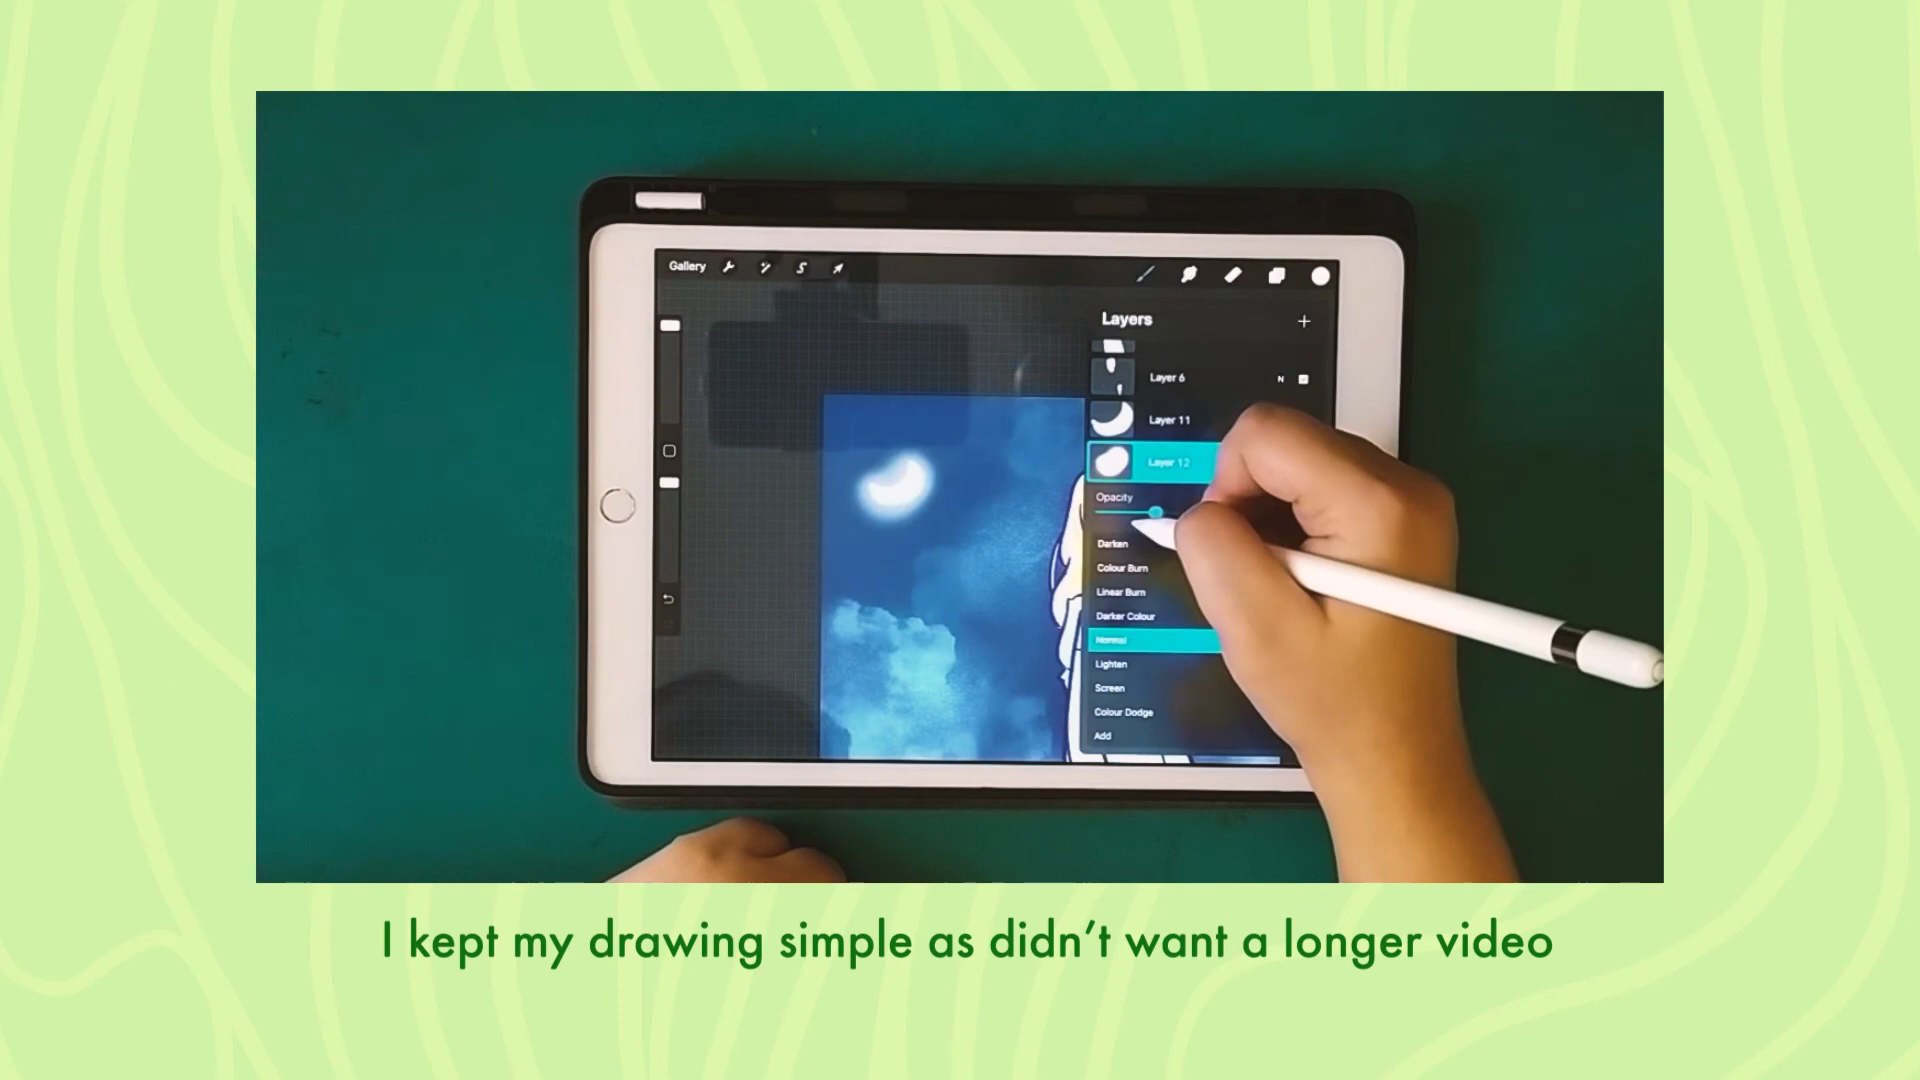 Gallery
Layers
Layer 6
N
Layer 11
Layer 12
Opacity
Darken
Colour Burn
Linear Burn
Darker Colour
Normal
Lighten
Screen
Colour Dodge
Add
I kept my drawing simple as didn’t want a longer video